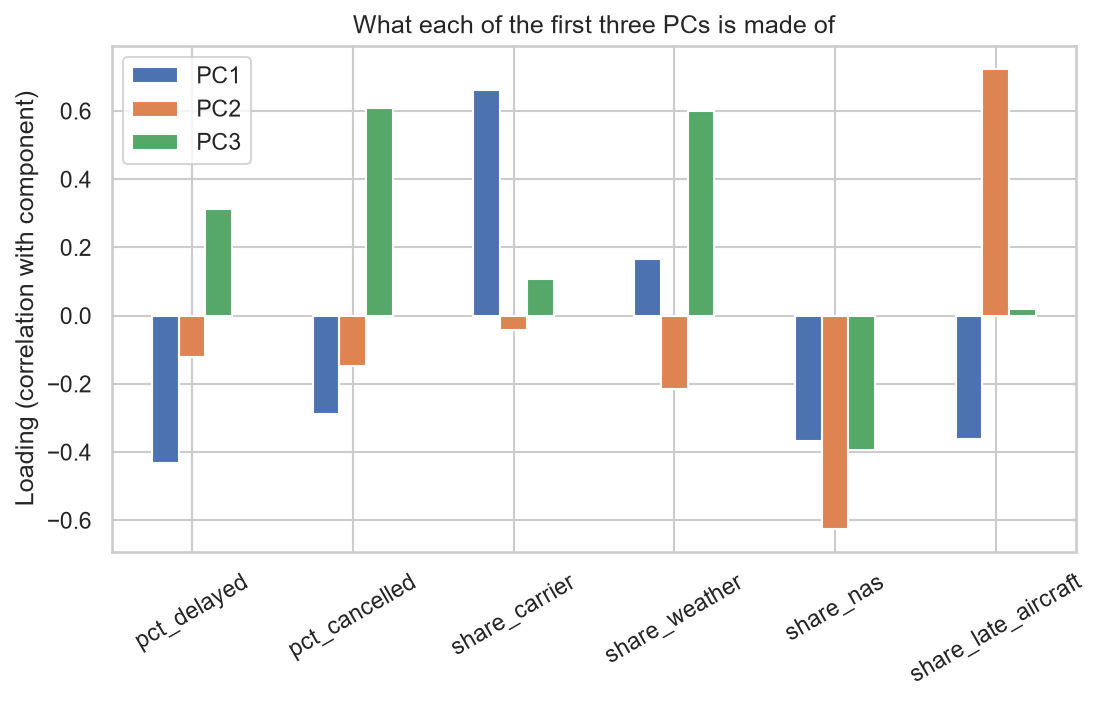 What each of the first three PCs is made of
PC1
PC2
PC3
Loading (correlation with component)
0.6
0.4
0.2
0.0
−0.2
−0.4
−0.6
pct_delayed
pct_cancelled
share_carrier
share_weather
share_nas
share_late_aircraft